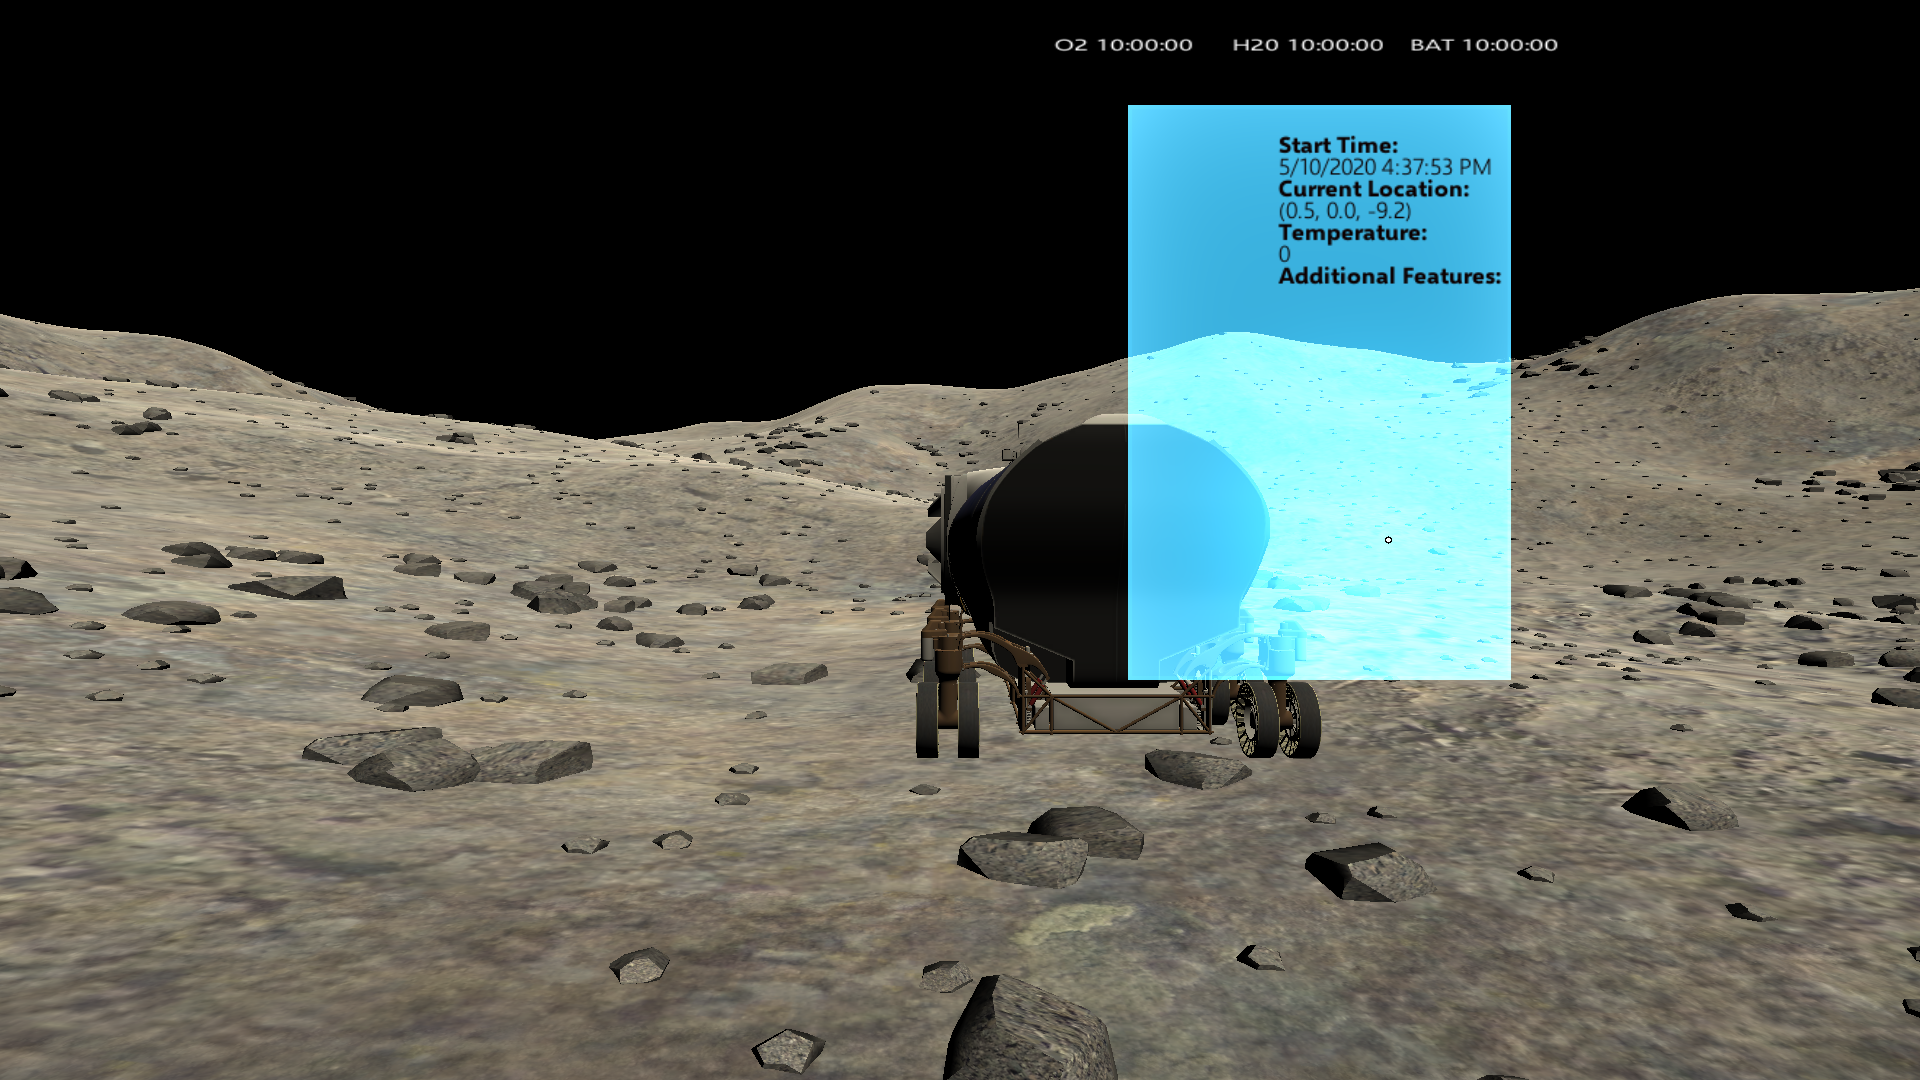 O2 10:00:00 H20 10:00:00 BAT 10:00:00
Start Time:
5/10/2020 4:37:53 PM
Current Location:
(0.5, 0.0, -9.2)
Temperature:
0
Additional Features: